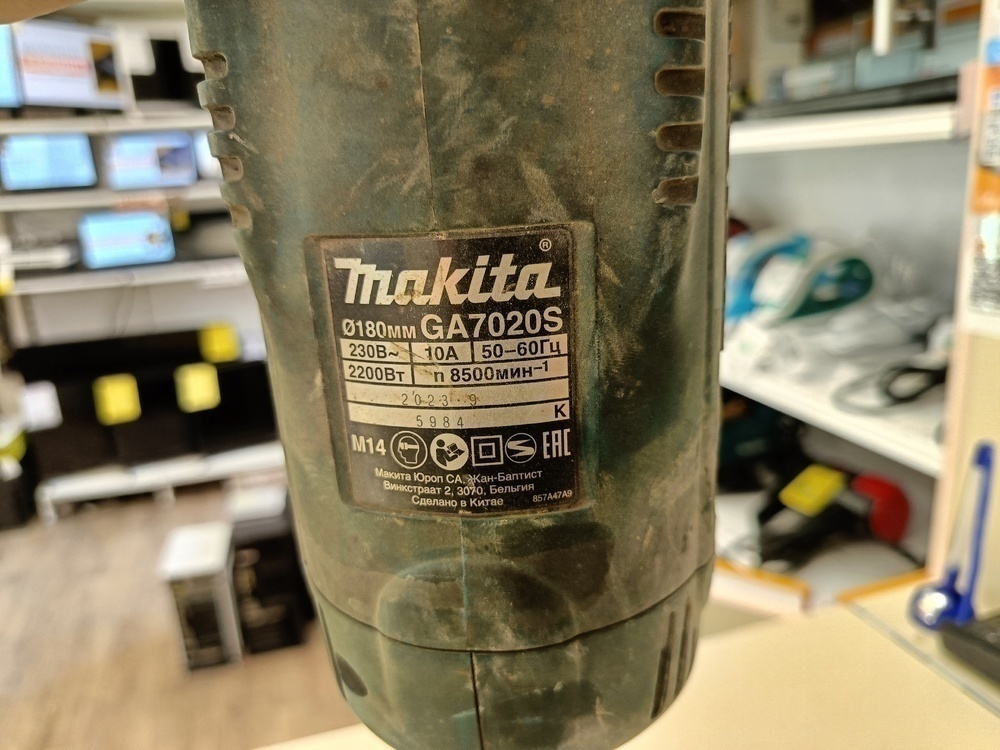 makita®
Ø180мм GA7020S
230В~ 10А 50–60Гц
2200Вт n 8500мин⁻¹
2023 9
5984 K
M14 EAC
Макита Юроп СА, Жан-Баптист
Винкстраат 2, 3070, Бельгия
Сделано в Китае 857A47A9